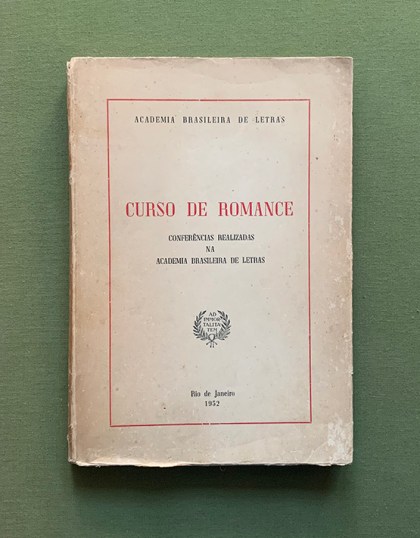 ACADEMIA BRASILEIRA DE LETRAS
CURSO DE ROMANCE
CONFERÊNCIAS REALIZADAS
NA
ACADEMIA BRASILEIRA DE LETRAS
AD
IMMOR
TALITA
TEM
Rio de Janeiro
1952